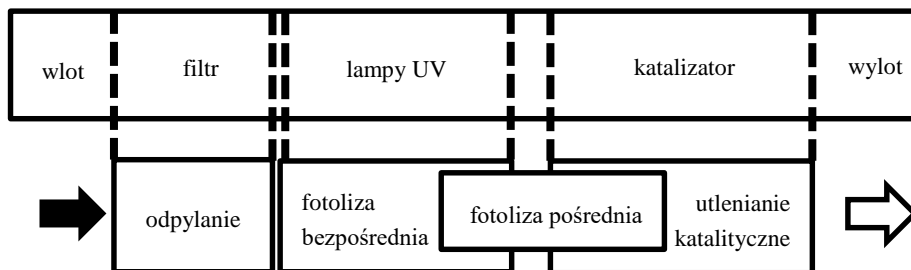 wlot filtr lampy UV katalizator wylot
odpylanie
fotoliza
bezpośrednia
fotoliza pośrednia
utlenianie
katalityczne